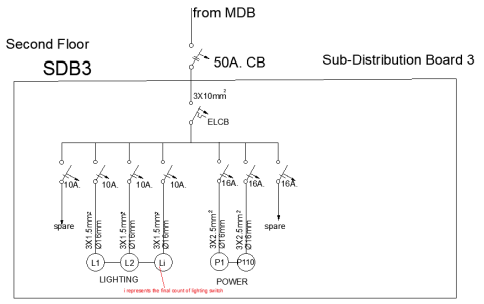 from MDB
Second Floor
SDB3
50A. CB
Sub-Distribution Board 3
3X10mm²
ELCB
10A.
10A.
10A.
10A.
16A.
16A.
16A.
spare
3X1.5mm²
Ø16mm
3X1.5mm²
Ø16mm
3X1.5mm²
Ø16mm
3X2.5mm²
Ø16mm
3X2.5mm²
Ø16mm
spare
L1
L2
Li
P1
P110
LIGHTING
POWER
i represents the final count of lighting switch